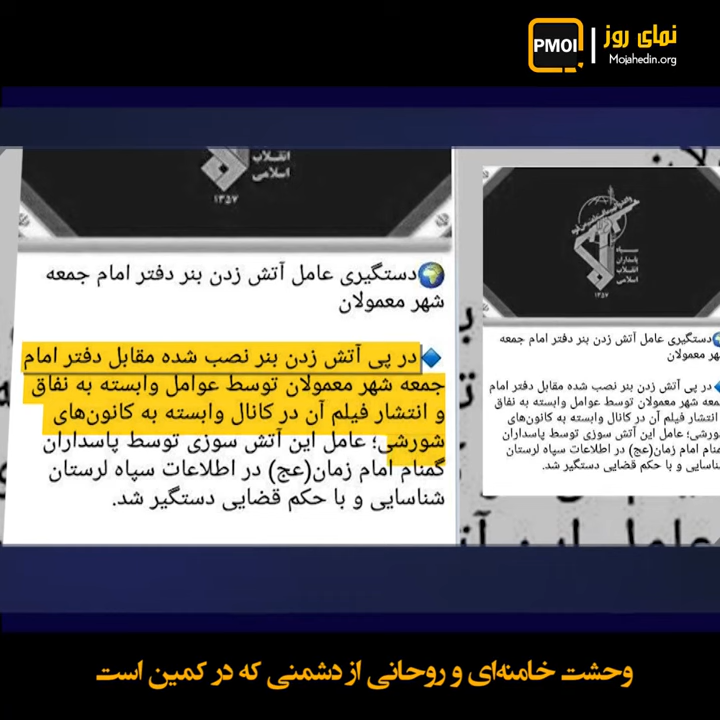 نمای روز
PMOI
Mojahedin.org
انقلاب
اسلامی
۱۳۵۷
دستگیری عامل آتش زدن بنر دفتر امام جمعه
شهر معمولان
در پی آتش زدن بنر نصب شده مقابل دفتر امام
جمعه شهر معمولان توسط عوامل وابسته به نفاق
و انتشار فیلم آن در کانال وابسته به کانون‌های
شورشی؛ عامل این آتش سوزی توسط پاسداران
گمنام امام زمان(عج) در اطلاعات سپاه لرستان
شناسایی و با حکم قضایی دستگیر شد.
سپاه
پاسداران
انقلاب
اسلامی
۱۳۵۷
دستگیری عامل آتش زدن بنر دفتر امام جمعه
شهر معمولان
در پی آتش زدن بنر نصب شده مقابل دفتر امام
جمعه شهر معمولان توسط عوامل وابسته به نفاق
و انتشار فیلم آن در کانال وابسته به کانون‌های
شورشی؛ عامل این آتش سوزی توسط پاسداران
گمنام امام زمان(عج) در اطلاعات سپاه لرستان
شناسایی و با حکم قضایی دستگیر شد.
وحشت خامنه‌ای و روحانی از دشمنی که در کمین است